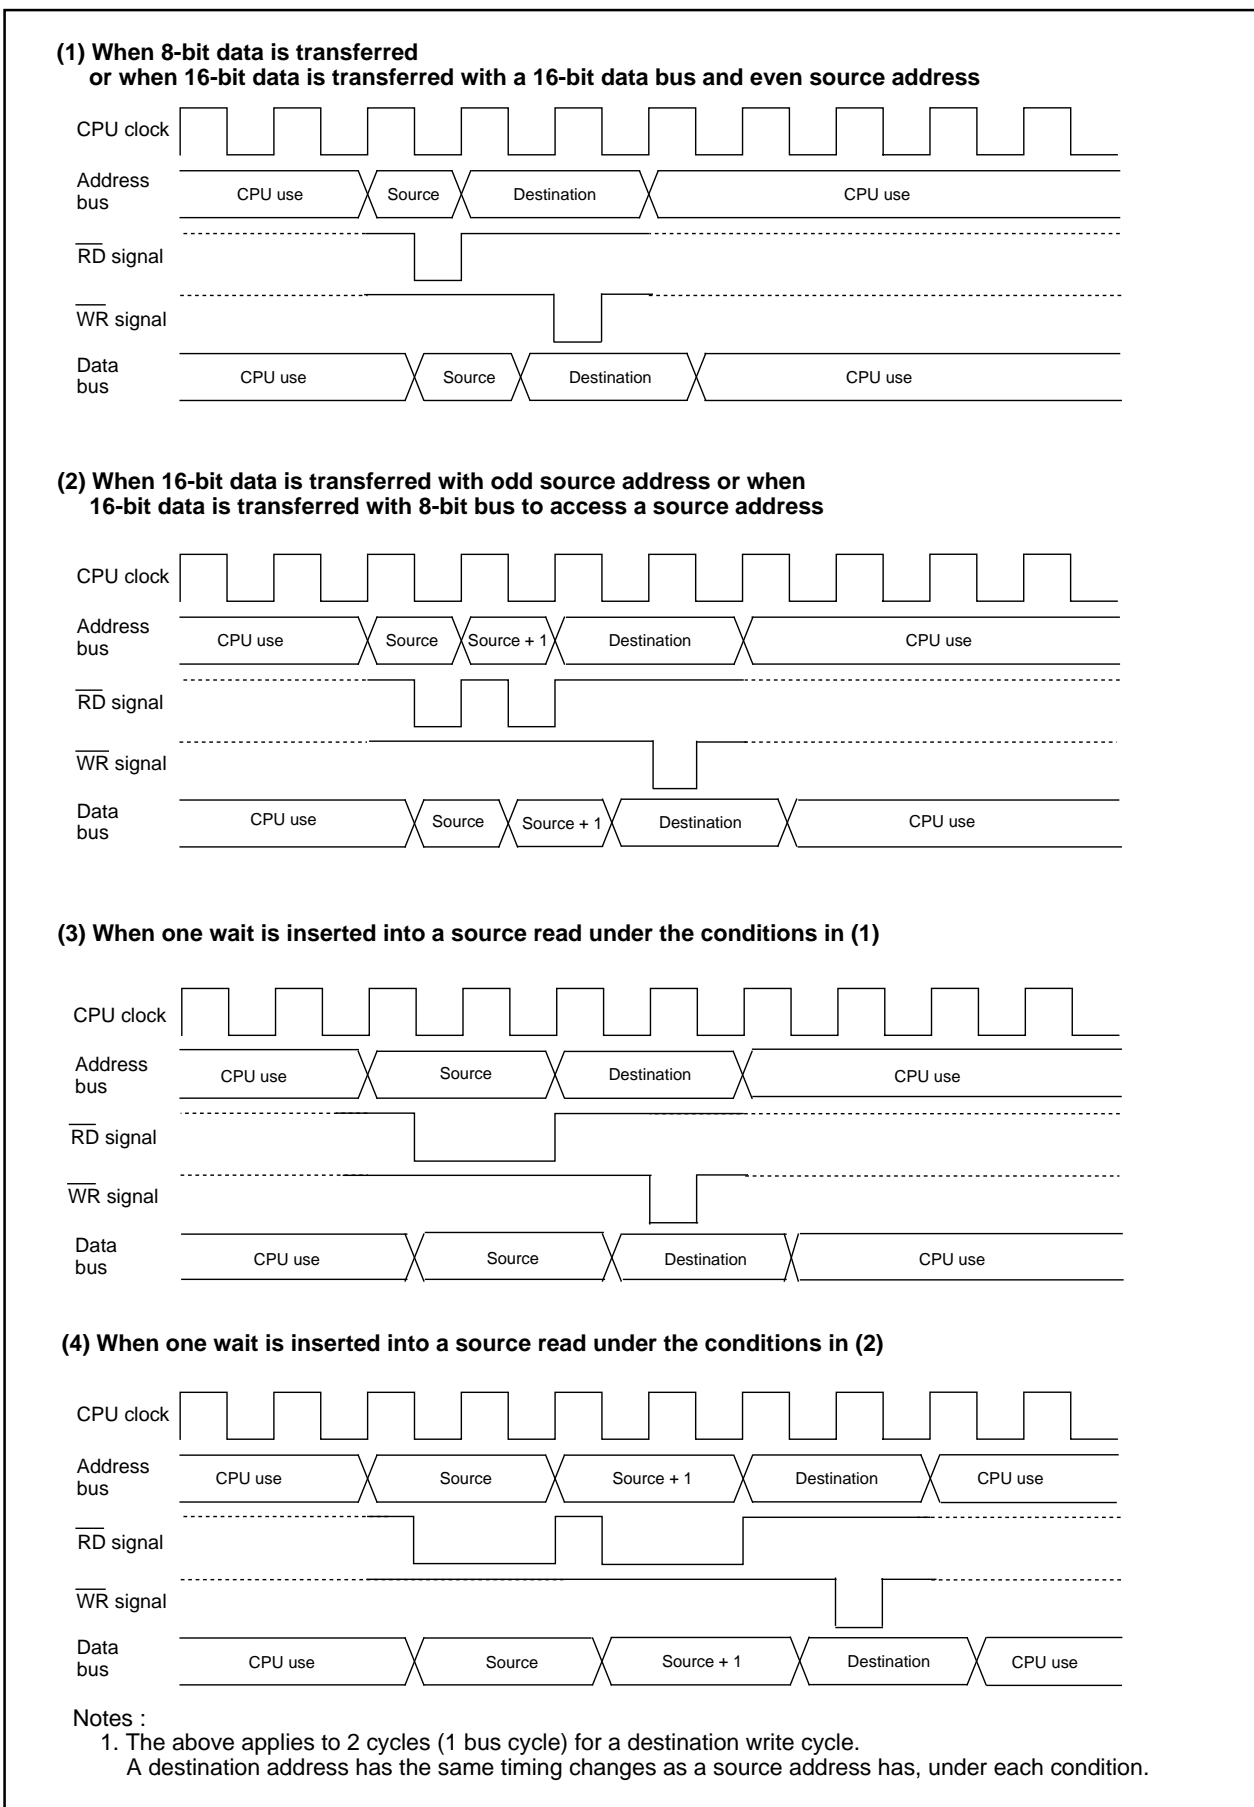 (1) When 8-bit data is transferred
or when 16-bit data is transferred with a 16-bit data bus and even source address
CPU clock
Address
bus
CPU use
Source
Destination
CPU use
RD signal
WR signal
Data
bus
CPU use
Source
Destination
CPU use
(2) When 16-bit data is transferred with odd source address or when
16-bit data is transferred with 8-bit bus to access a source address
CPU clock
Address
bus
CPU use
Source
Source + 1
Destination
CPU use
RD signal
WR signal
Data
bus
CPU use
Source
Source + 1
Destination
CPU use
(3) When one wait is inserted into a source read under the conditions in (1)
CPU clock
Address
bus
CPU use
Source
Destination
CPU use
RD signal
WR signal
Data
bus
CPU use
Source
Destination
CPU use
(4) When one wait is inserted into a source read under the conditions in (2)
CPU clock
Address
bus
CPU use
Source
Source + 1
Destination
CPU use
RD signal
WR signal
Data
bus
CPU use
Source
Source + 1
Destination
CPU use
Notes :
1. The above applies to 2 cycles (1 bus cycle) for a destination write cycle.
A destination address has the same timing changes as a source address has, under each condition.